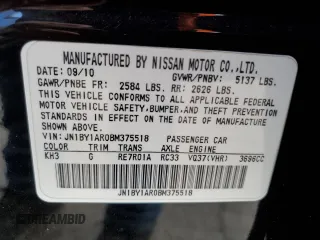 MANUFACTURED BY NISSAN MOTOR CO.,LTD.
DATE: 09/10 GVWR/PNBV: 5137 LBS.
GAWR/PNBE FR: 2584 LBS. RR: 2626 LBS.
THIS VEHICLE CONFORMS TO ALL APPLICABLE FEDERAL
MOTOR VEHICLE SAFETY,BUMPER,AND THEFT PREVENTION
STANDARDS IN EFFECT ON THE DATE OF MANUFACTURE
SHOWN ABOVE.
JN1BY1AR0BM375518 PASSENGER CAR
COLOR TRIM TRANS AXLE ENGINE
KH3 G RE7R01A RC33 VQ37(VHR) 3696CC
JN1BY1AR0BM375518